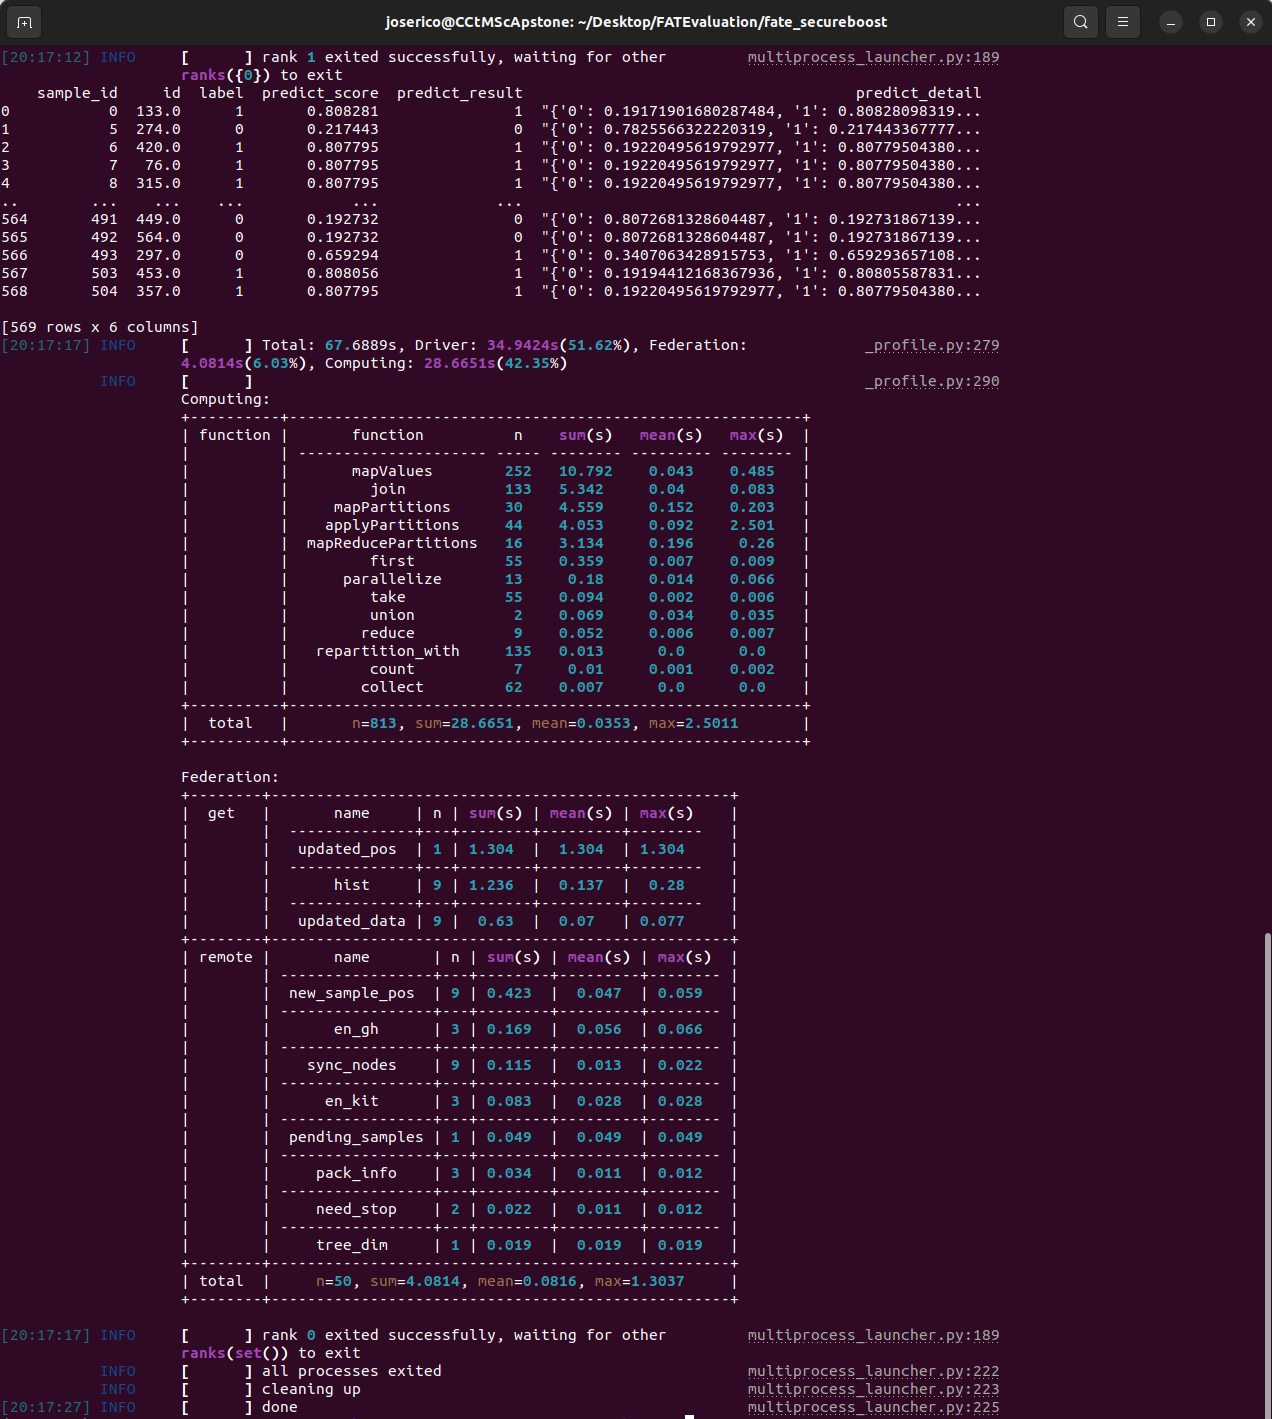 joserico@CCtMScApstone: ~/Desktop/FATEvaluation/fate_secureboost
[20:17:12] INFO     [      ] rank 1 exited successfully, waiting for other         multiprocess_launcher.py:189
                    ranks({0}) to exit
    sample_id     id  label  predict_score  predict_result                                     predict_detail
0           0  133.0      1       0.808281               1  "{'0': 0.19171901680287484, '1': 0.80828098319...
1           5  274.0      0       0.217443               0  "{'0': 0.7825566322220319, '1': 0.217443367777...
2           6  420.0      1       0.807795               1  "{'0': 0.19220495619792977, '1': 0.80779504380...
3           7   76.0      1       0.807795               1  "{'0': 0.19220495619792977, '1': 0.80779504380...
4           8  315.0      1       0.807795               1  "{'0': 0.19220495619792977, '1': 0.80779504380...
..        ...    ...    ...            ...             ...                                                ...
564       491  449.0      0       0.192732               0  "{'0': 0.8072681328604487, '1': 0.192731867139...
565       492  564.0      0       0.192732               0  "{'0': 0.8072681328604487, '1': 0.192731867139...
566       493  297.0      0       0.659294               1  "{'0': 0.3407063428915753, '1': 0.659293657108...
567       503  453.0      1       0.808056               1  "{'0': 0.19194412168367936, '1': 0.80805587831...
568       504  357.0      1       0.807795               1  "{'0': 0.19220495619792977, '1': 0.80779504380...
[569 rows x 6 columns]
[20:17:17] INFO     [      ] Total: 67.6889s, Driver: 34.9424s(51.62%), Federation:             _profile.py:279
                    4.0814s(6.03%), Computing: 28.6651s(42.35%)
           INFO     [      ]                                                                    _profile.py:290
                    Computing:
                    +----------+---------------------------------------------------------+
                    | function |       function          n    sum(s)   mean(s)   max(s)  |
                    |          | --------------------- ----- -------- --------- -------- |
                    |          |       mapValues        252   10.792    0.043    0.485   |
                    |          |         join           133   5.342     0.04     0.083   |
                    |          |     mapPartitions      30    4.559     0.152    0.203   |
                    |          |    applyPartitions     44    4.053     0.092    2.501   |
                    |          |  mapReducePartitions   16    3.134     0.196     0.26   |
                    |          |         first          55    0.359     0.007    0.009   |
                    |          |      parallelize       13     0.18     0.014    0.066   |
                    |          |         take           55    0.094     0.002    0.006   |
                    |          |         union           2    0.069     0.034    0.035   |
                    |          |        reduce           9    0.052     0.006    0.007   |
                    |          |   repartition_with     135   0.013      0.0      0.0    |
                    |          |         count           7     0.01     0.001    0.002   |
                    |          |        collect         62    0.007      0.0      0.0    |
                    +----------+---------------------------------------------------------+
                    |  total   |       n=813, sum=28.6651, mean=0.0353, max=2.5011       |
                    +----------+---------------------------------------------------------+
                    Federation:
                    +--------+---------------------------------------------------+
                    |  get   |       name     | n | sum(s) | mean(s) | max(s)    |
                    |        |  --------------+---+--------+---------+--------   |
                    |        |   updated_pos  | 1 | 1.304  |  1.304  | 1.304     |
                    |        |  --------------+---+--------+---------+--------   |
                    |        |       hist     | 9 | 1.236  |  0.137  |  0.28     |
                    |        |  --------------+---+--------+---------+--------   |
                    |        |   updated_data | 9 |  0.63  |  0.07   | 0.077     |
                    +--------+---------------------------------------------------+
                    | remote |       name       | n | sum(s) | mean(s) | max(s)  |
                    |        | -----------------+---+--------+---------+-------- |
                    |        |  new_sample_pos  | 9 | 0.423  |  0.047  | 0.059   |
                    |        | -----------------+---+--------+---------+-------- |
                    |        |       en_gh      | 3 | 0.169  |  0.056  | 0.066   |
                    |        | -----------------+---+--------+---------+-------- |
                    |        |    sync_nodes    | 9 | 0.115  |  0.013  | 0.022   |
                    |        | -----------------+---+--------+---------+-------- |
                    |        |      en_kit      | 3 | 0.083  |  0.028  | 0.028   |
                    |        | -----------------+---+--------+---------+-------- |
                    |        |  pending_samples | 1 | 0.049  |  0.049  | 0.049   |
                    |        | -----------------+---+--------+---------+-------- |
                    |        |     pack_info    | 3 | 0.034  |  0.011  | 0.012   |
                    |        | -----------------+---+--------+---------+-------- |
                    |        |     need_stop    | 2 | 0.022  |  0.011  | 0.012   |
                    |        | -----------------+---+--------+---------+-------- |
                    |        |     tree_dim     | 1 | 0.019  |  0.019  | 0.019   |
                    +--------+---------------------------------------------------+
                    | total  |     n=50, sum=4.0814, mean=0.0816, max=1.3037     |
                    +--------+---------------------------------------------------+
[20:17:17] INFO     [      ] rank 0 exited successfully, waiting for other         multiprocess_launcher.py:189
                    ranks(set()) to exit
           INFO     [      ] all processes exited                                  multiprocess_launcher.py:222
           INFO     [      ] cleaning up                                           multiprocess_launcher.py:223
[20:17:27] INFO     [      ] done                                                  multiprocess_launcher.py:225